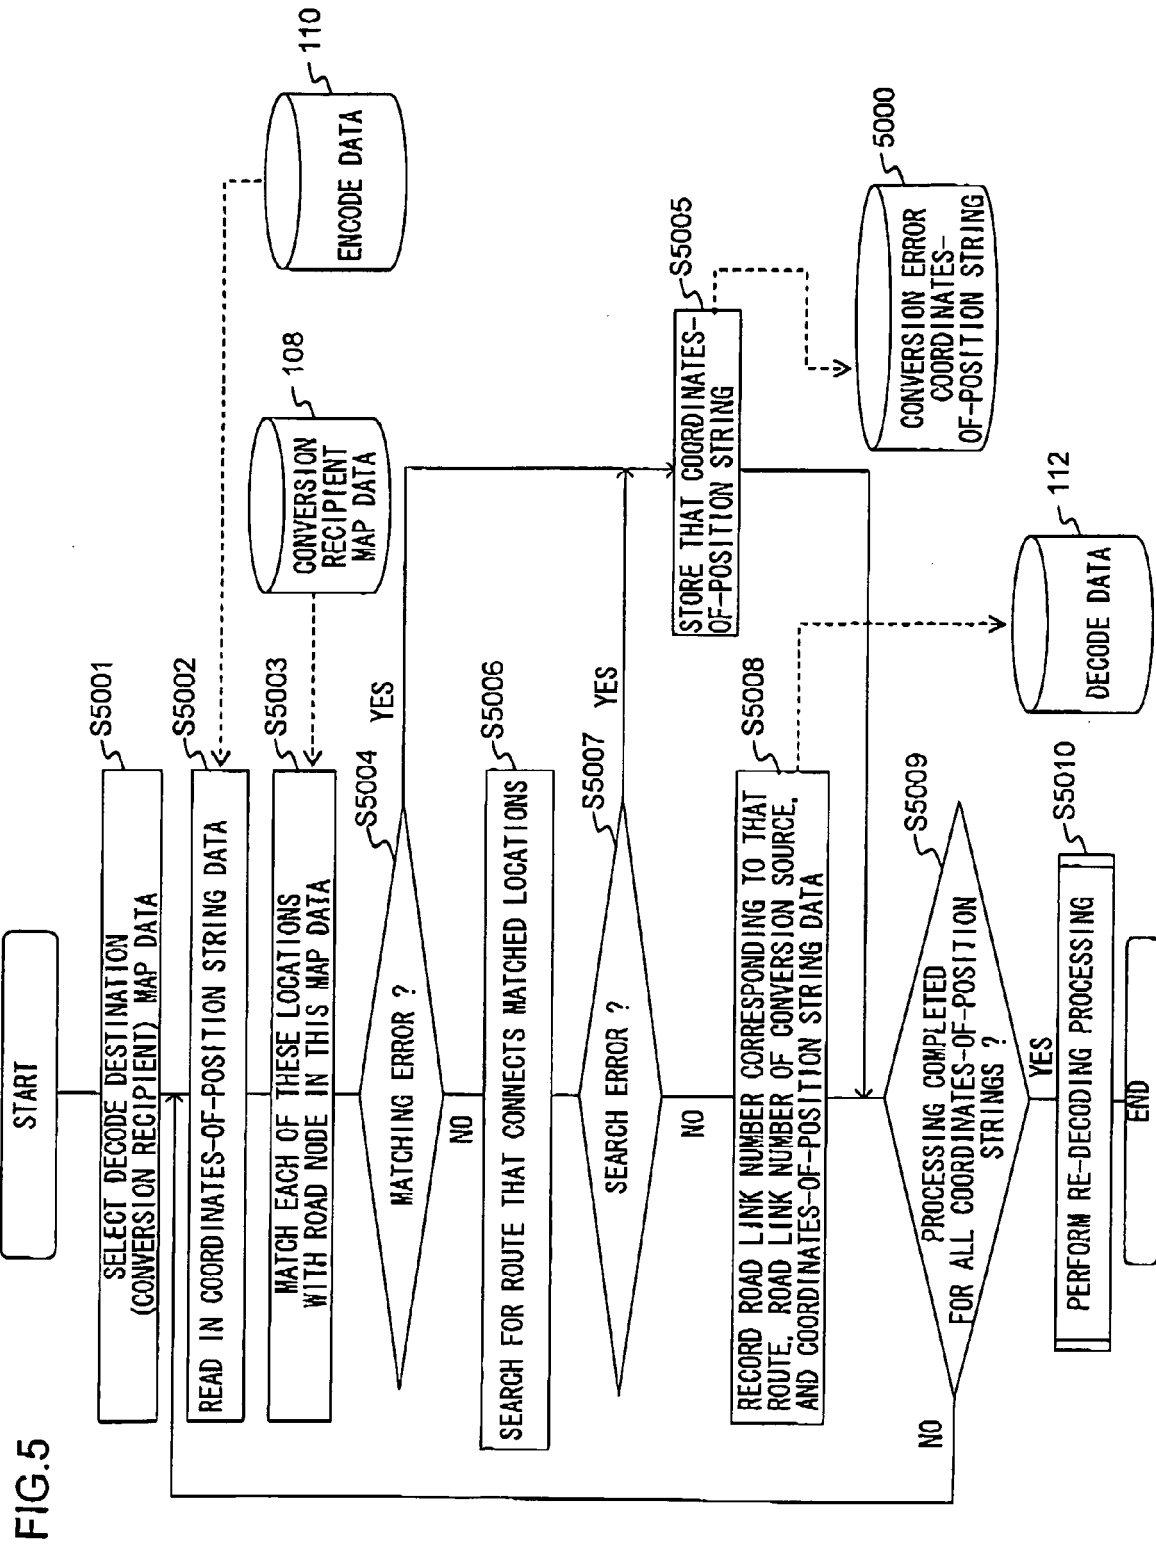 FIG.5
START
SELECT DECODE DESTINATION
(CONVERSION RECIPIENT) MAP DATA
S5001
READ IN COORDINATES-OF-POSITION STRING DATA
S5002
ENCODE DATA
110
MATCH EACH OF THESE LOCATIONS
WITH ROAD NODE IN THIS MAP DATA
S5003
CONVERSION
RECIPIENT
MAP DATA
108
MATCHING ERROR ?
S5004
YES
NO
SEARCH FOR ROUTE THAT CONNECTS MATCHED LOCATIONS
S5006
SEARCH ERROR ?
S5007
YES
NO
STORE THAT COORDINATES-
OF-POSITION STRING
S5005
CONVERSION ERROR
COORDINATES-
OF-POSITION STRING
5000
RECORD ROAD LINK NUMBER CORRESPONDING TO THAT
ROUTE, ROAD LINK NUMBER OF CONVERSION SOURCE,
AND COORDINATES-OF-POSITION STRING DATA
S5008
DECODE DATA
112
PROCESSING COMPLETED
FOR ALL COORDINATES-OF-POSITION
STRINGS ?
S5009
NO
YES
PERFORM RE-DECODING PROCESSING
S5010
END